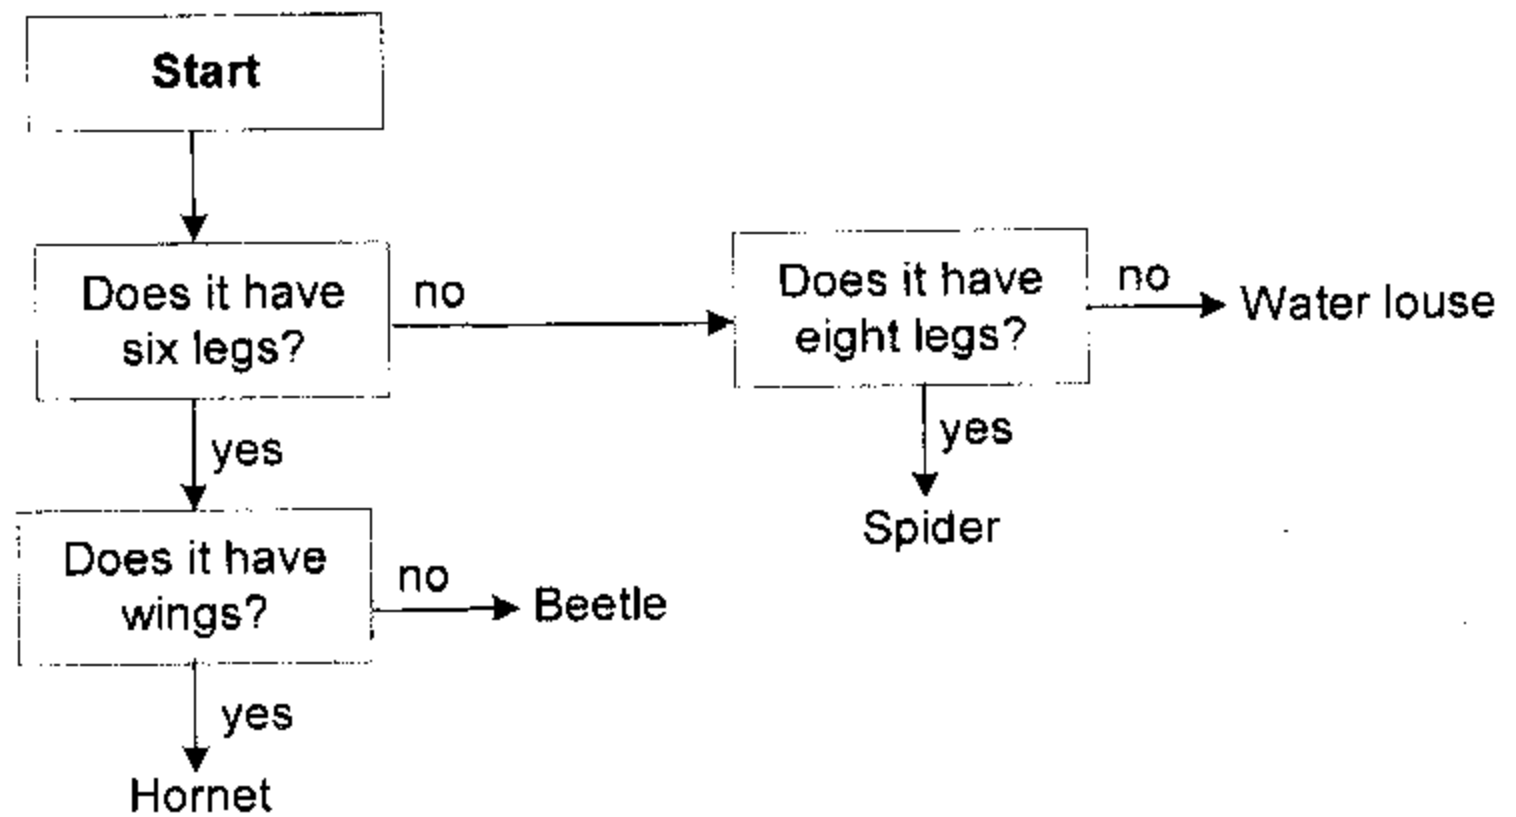 Start
Does it have
six legs?
no
Does it have
eight legs?
no
Water louse
yes
yes
Spider
Does it have
wings?
no
Beetle
yes
Hornet